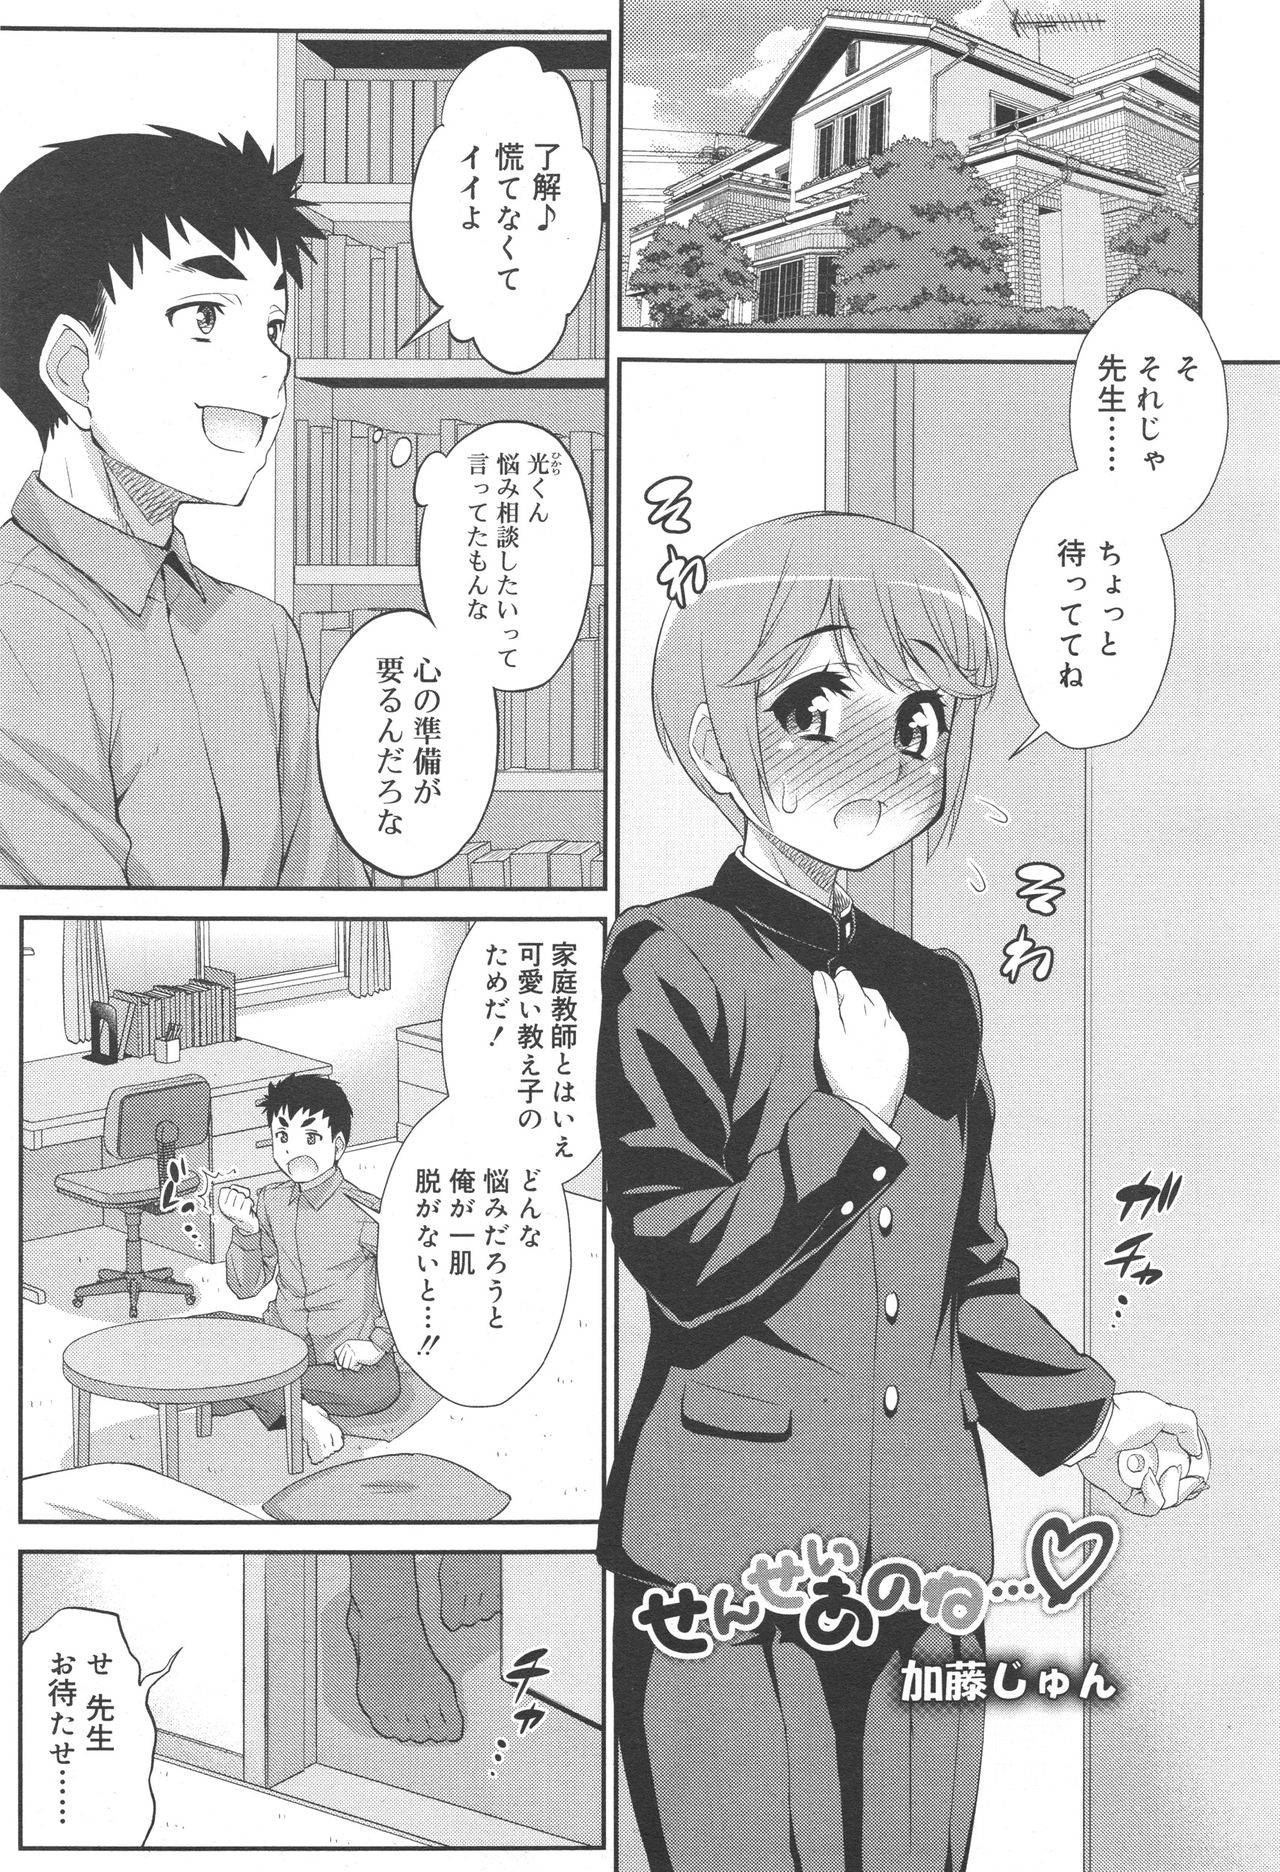 そ
それじゃ
先生……
ちょっと
待っててね
そわ
そわ
ガチャ…
せんせい
あのね…♡
加藤じゅん
了解♪
慌てなくて
イイよ
光くん
ひから
悩み相談したいって
言ってたもんな
心の準備が
要るんだろな
家庭教師とはいえ
可愛い教え子の
ためだ!
どんな
悩みだろうと
俺が一肌
脱がないと…!!
ぐっ…
チャ…
せ 先生
お待たせ……